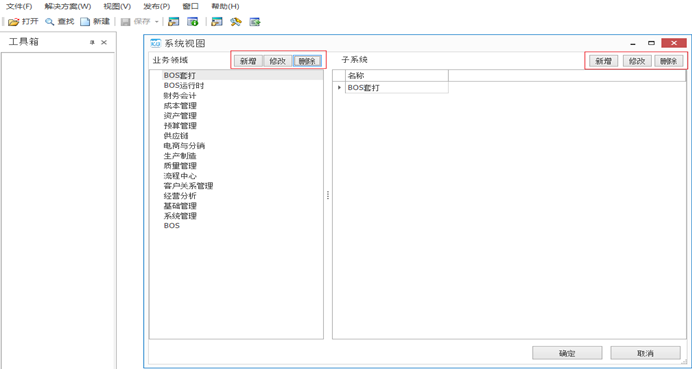 文件(F) 解决方案(W) 视图(V) 发布(P) 窗口 帮助(H)
打开 查找 新建 保存
工具箱
系统视图
业务领域 新增 修改 删除
子系统 新增 修改 删除
BOS套打
BOS运行时
财务会计
成本管理
资产管理
预算管理
供应链
电商与分销
生产制造
质量管理
流程中心
客户关系管理
经营分析
基础管理
系统管理
BOS
名称
BOS套打
确定 取消